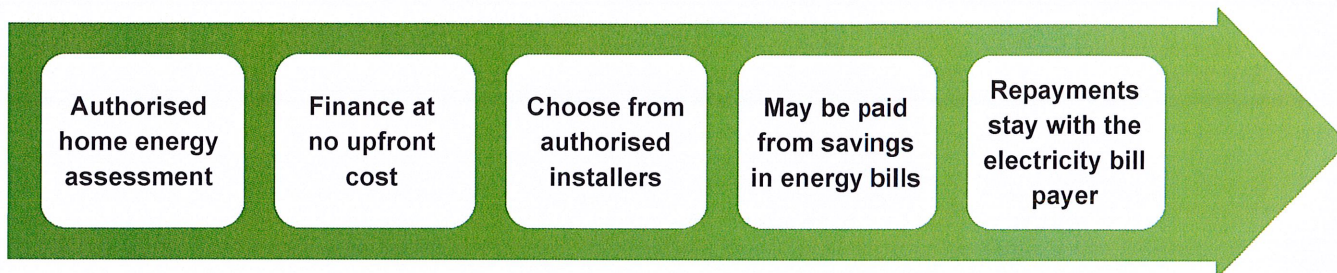 Authorised
home energy
assessment
Finance at
no upfront
cost
Choose from
authorised
installers
May be paid
from savings
in energy bills
Repayments
stay with the
electricity bill
payer